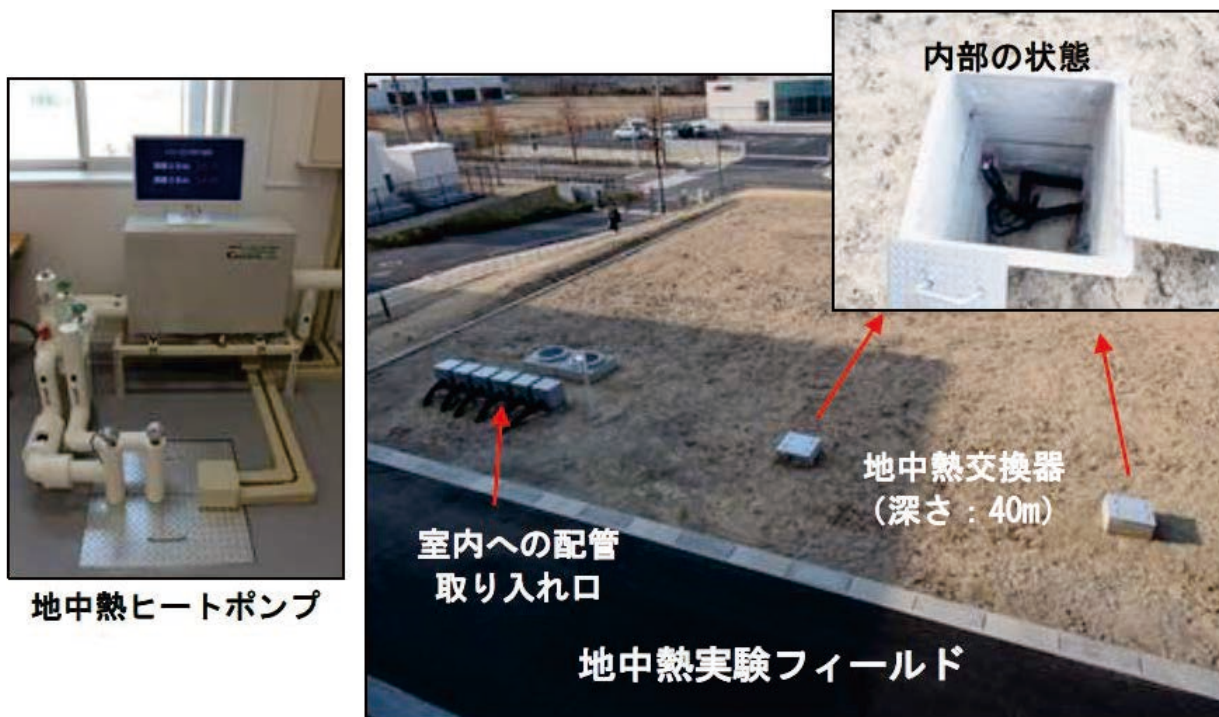 内部の状態
地中熱交換器
(深さ：40m)
室内への配管
取り入れ口
地中熱実験フィールド
地中熱ヒートポンプ